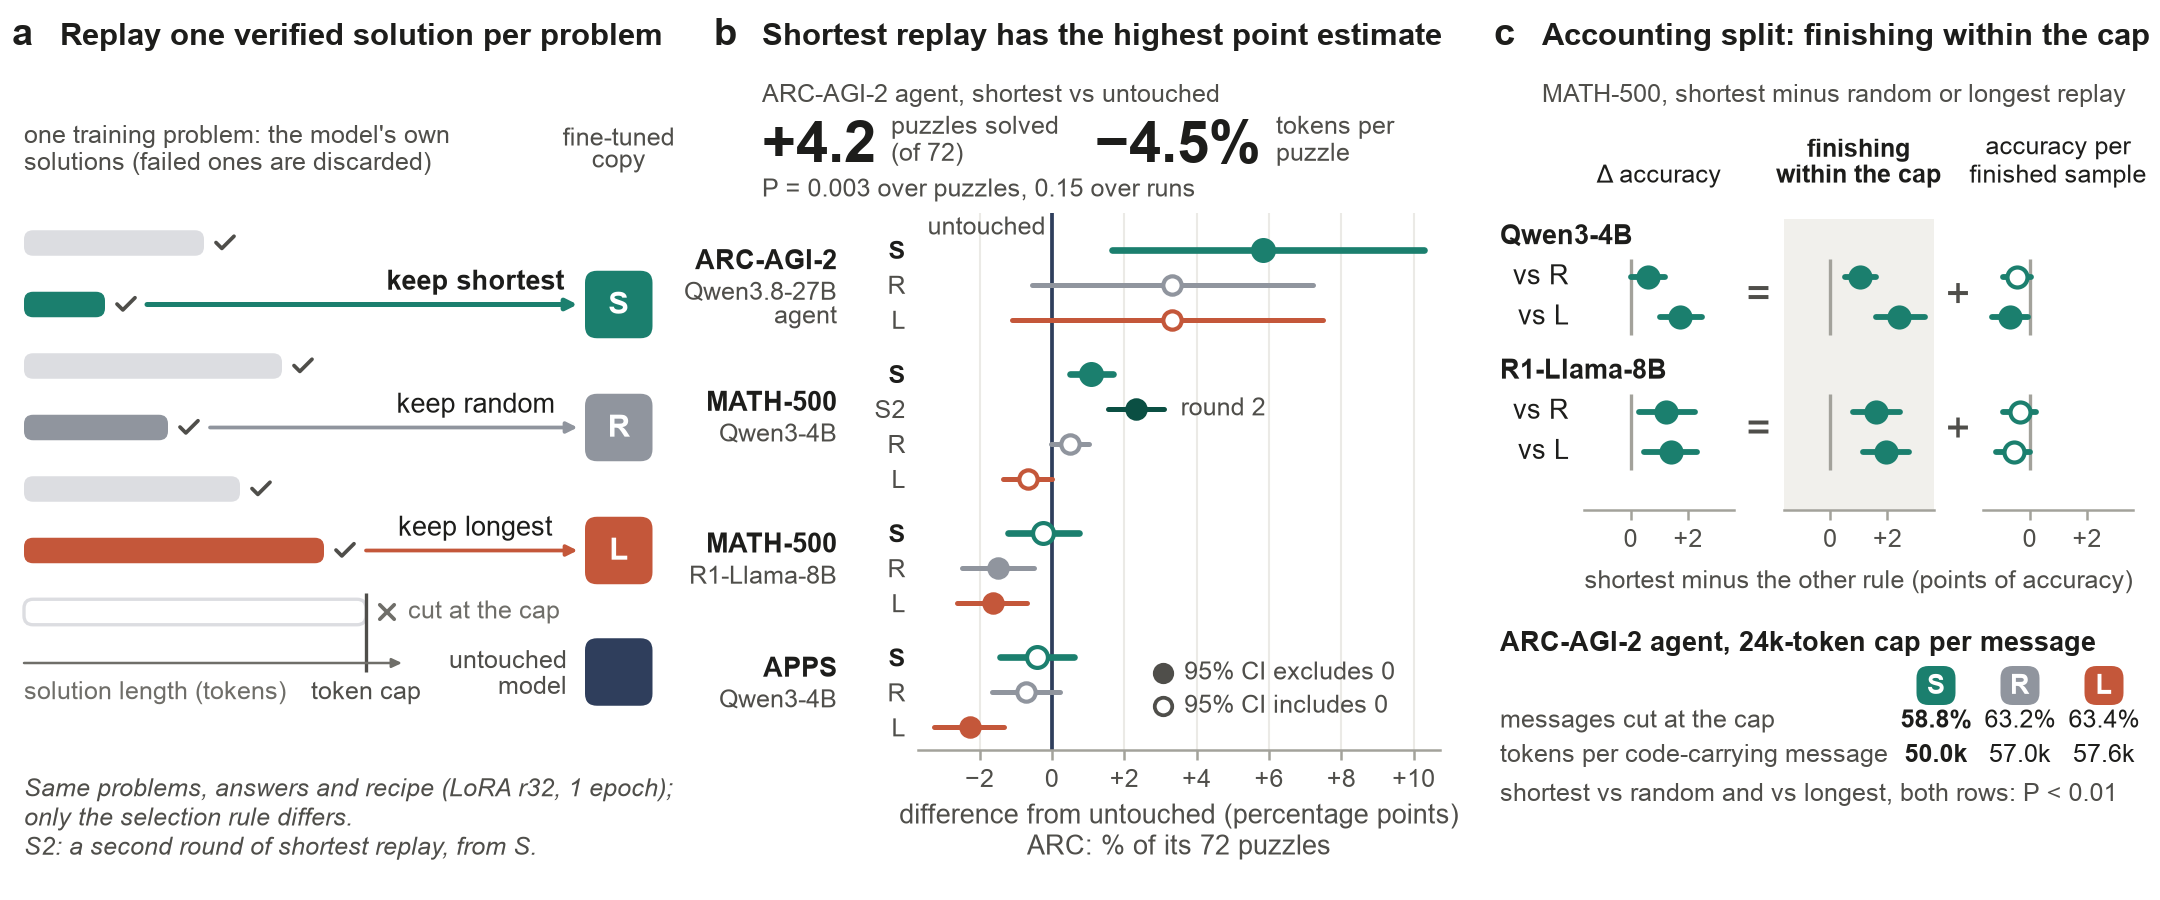 a Replay one verified solution per problem
one training problem: the model's own
solutions (failed ones are discarded)
fine-tuned
copy
keep shortest
S
keep random
R
keep longest
L
cut at the cap
untouched
model
solution length (tokens)
token cap
Same problems, answers and recipe (LoRA r32, 1 epoch);
only the selection rule differs.
S2: a second round of shortest replay, from S.
b Shortest replay has the highest point estimate
ARC-AGI-2 agent, shortest vs untouched
+4.2 puzzles solved
(of 72)
−4.5% tokens per
puzzle
P = 0.003 over puzzles, 0.15 over runs
untouched
ARC-AGI-2
Qwen3.8-27B
agent
S
R
L
MATH-500
Qwen3-4B
S
S2
round 2
R
L
MATH-500
R1-Llama-8B
S
R
L
APPS
Qwen3-4B
S
R
L
95% CI excludes 0
95% CI includes 0
−2 0 +2 +4 +6 +8 +10
difference from untouched (percentage points)
ARC: % of its 72 puzzles
c Accounting split: finishing within the cap
MATH-500, shortest minus random or longest replay
Δ accuracy
finishing
within the cap
accuracy per
finished sample
Qwen3-4B
vs R
= +
vs L
R1-Llama-8B
vs R
= +
vs L
0 +2 0 +2 0 +2
shortest minus the other rule (points of accuracy)
ARC-AGI-2 agent, 24k-token cap per message
S R L
messages cut at the cap 58.8% 63.2% 63.4%
tokens per code-carrying message 50.0k 57.0k 57.6k
shortest vs random and vs longest, both rows: P < 0.01